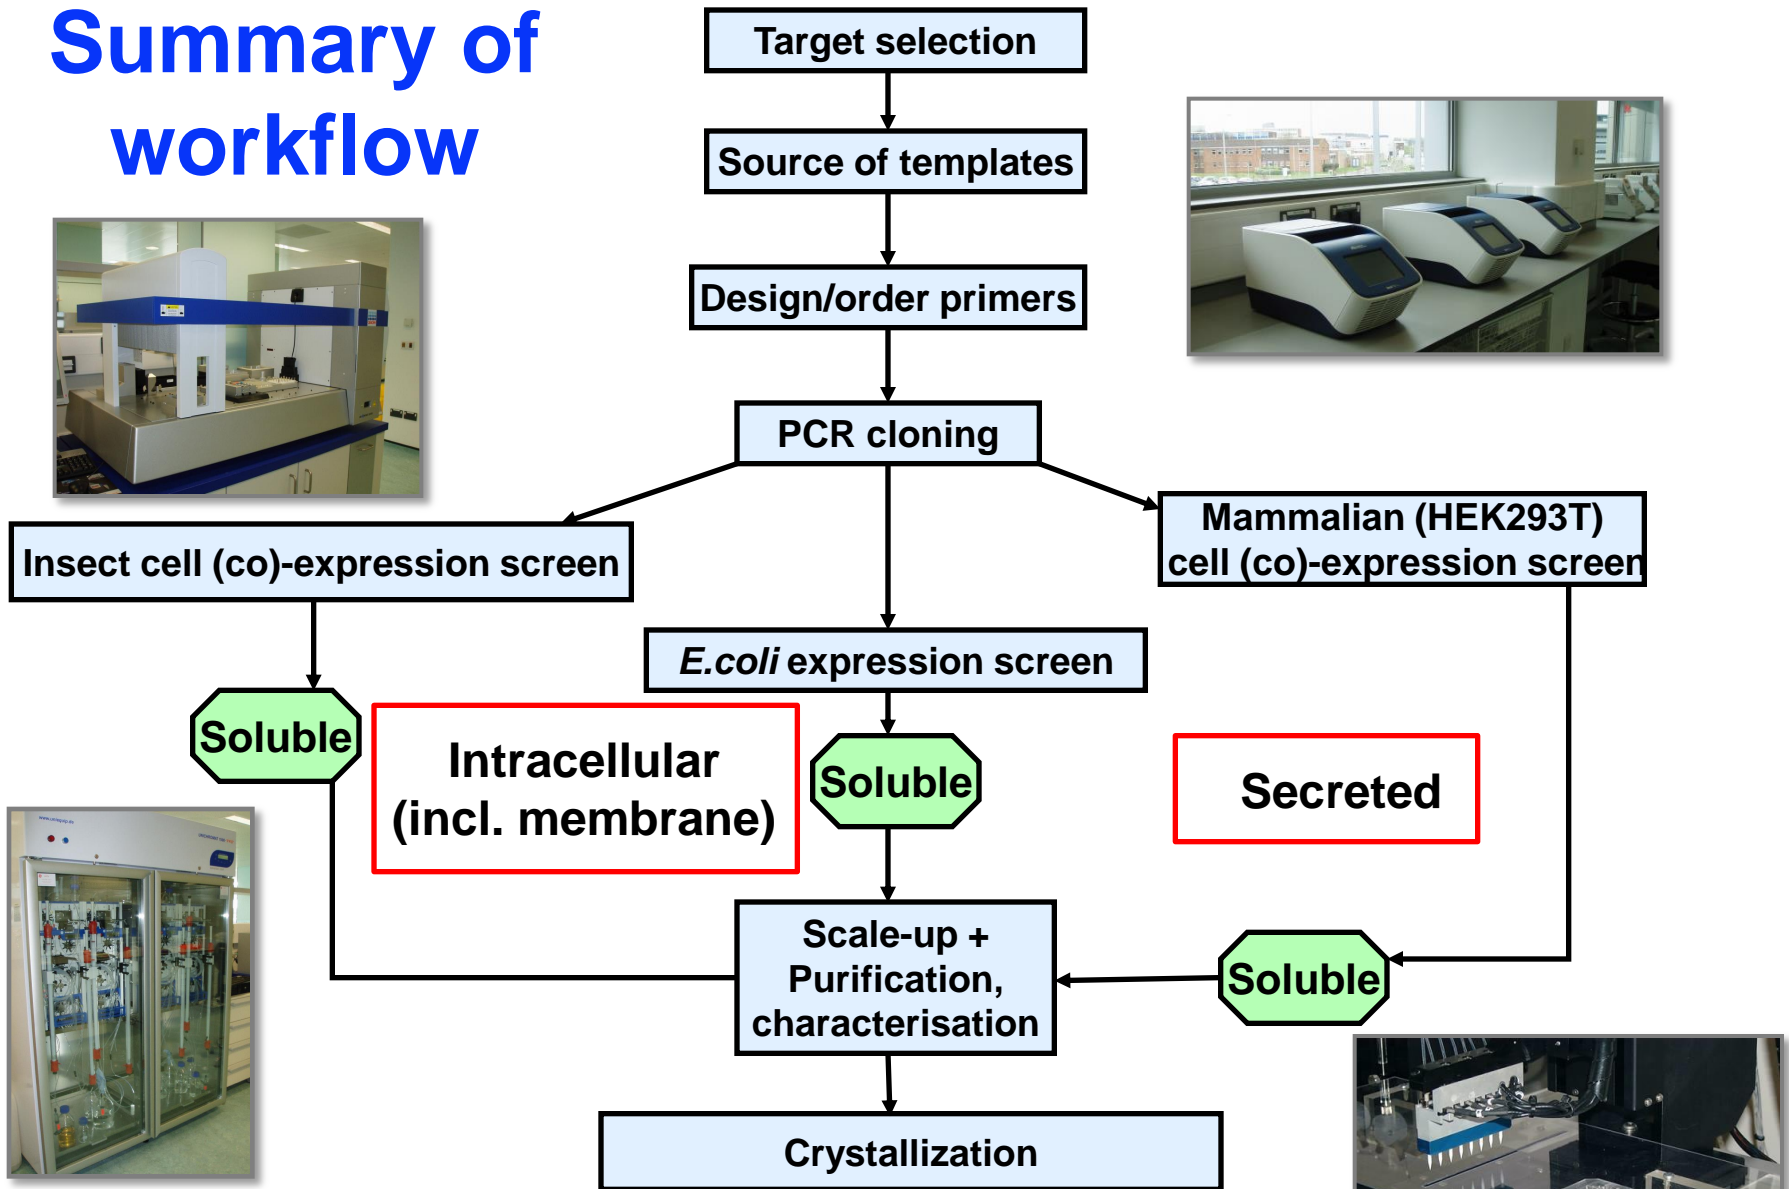 Summary of
workflow
Target selection
Source of templates
Design/order primers
PCR cloning
Insect cell (co)-expression screen
Mammalian (HEK293T)
cell (co)-expression screen
E.coli expression screen
Soluble
Intracellular
(incl. membrane)
Soluble
Secreted
Scale-up +
Purification,
characterisation
Soluble
Crystallization